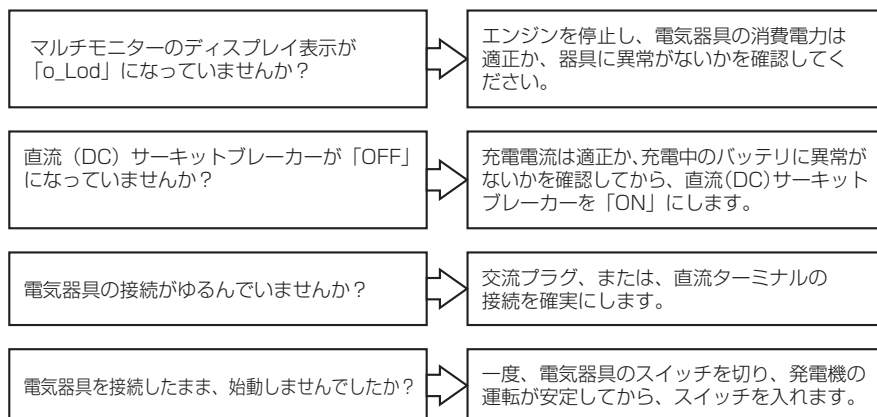 マルチモニターのディスプレイ表示が
「o_Lod」になっていませんか？
エンジンを停止し、電気器具の消費電力は
適正か、器具に異常がないかを確認してく
ださい。
直流（DC）サーキットブレーカーが「OFF」
になっていませんか？
充電電流は適正か、充電中のバッテリに異常が
ないかを確認してから、直流(DC)サーキット
ブレーカーを「ON」にします。
電気器具の接続がゆるんでいませんか？
交流プラグ、または、直流ターミナルの
接続を確実にします。
電気器具を接続したまま、始動しませんでしたか？
一度、電気器具のスイッチを切り、発電機の
運転が安定してから、スイッチを入れます。